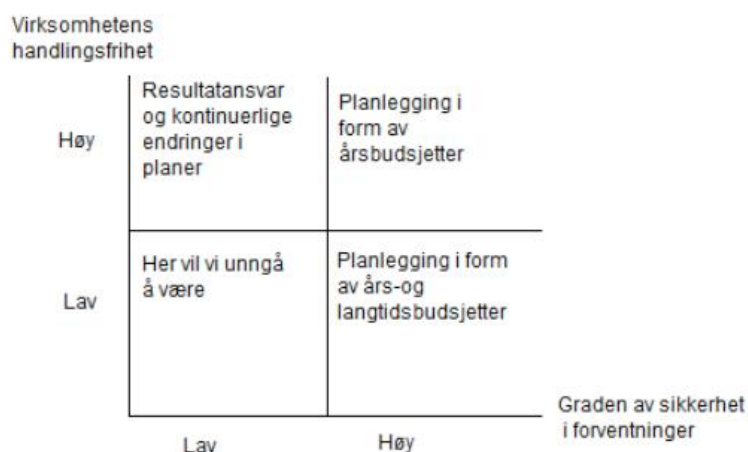 Virksomhetens
handlingsfrihet
Høy
Resultatansvar
og kontinuerlige
endringer i
planer
Planlegging i
form av
årsbudsjetter
Lav
Her vil vi unngå
å være
Planlegging i form
av års-og
langtidsbudsjetter
Lav
Høy
Graden av sikkerhet
i forventninger